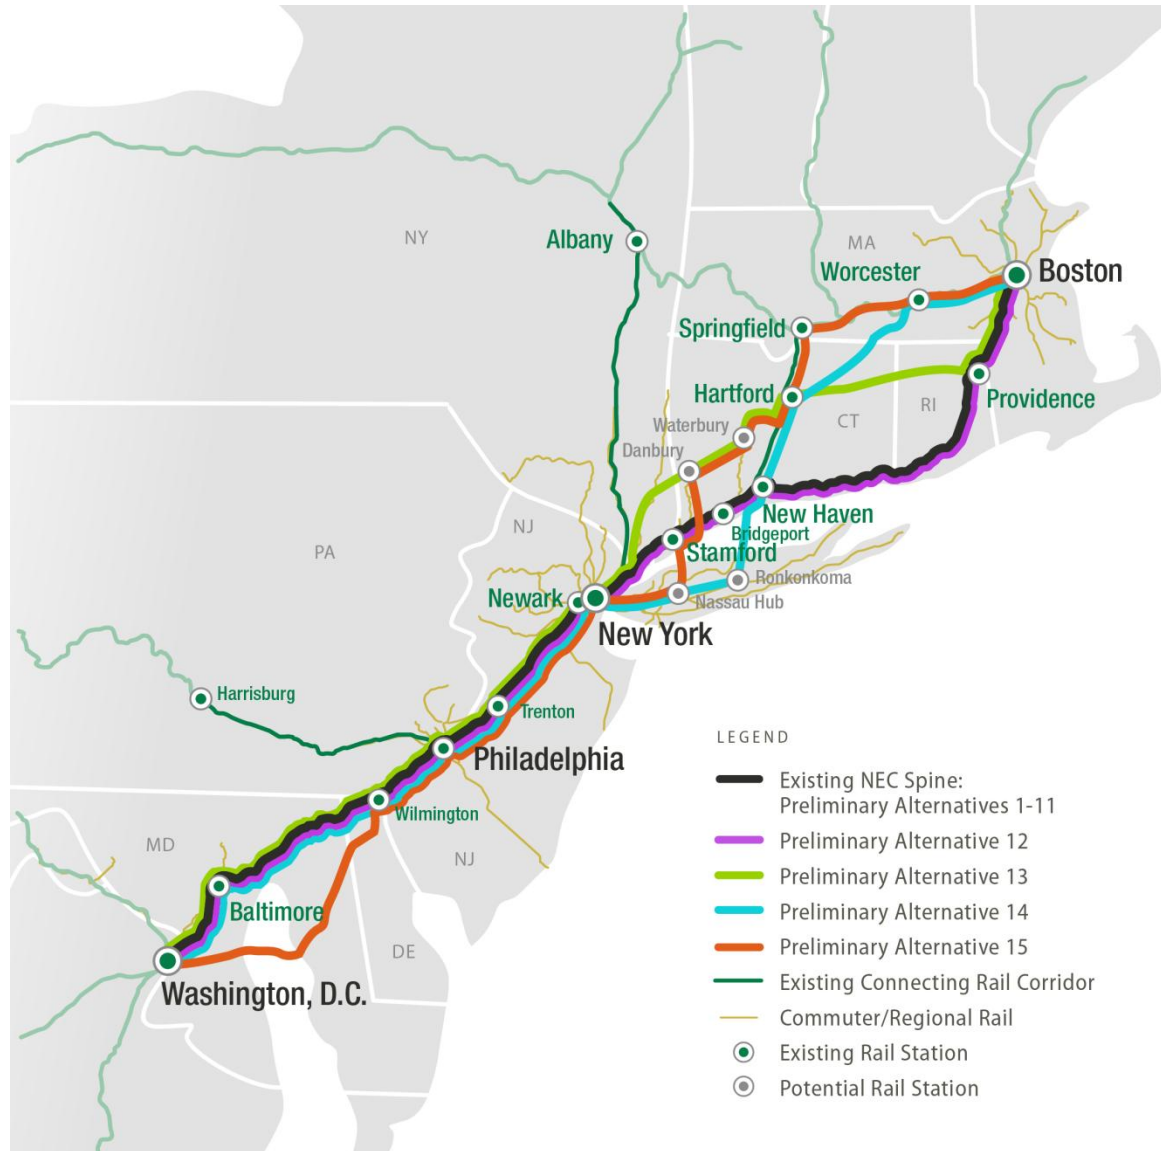 NY
Albany
MA
Worcester
Boston
Springfield
Hartford
RI
Providence
Waterbury
CT
Danbury
New Haven
Bridgeport
NJ
Stamford
PA
Ronkonkoma
Newark
Nassau Hub
New York
Harrisburg
Trenton
Philadelphia
Wilmington
MD
NJ
Baltimore
DE
Washington, D.C.
LEGEND
Existing NEC Spine:
Preliminary Alternatives 1-11
Preliminary Alternative 12
Preliminary Alternative 13
Preliminary Alternative 14
Preliminary Alternative 15
Existing Connecting Rail Corridor
Commuter/Regional Rail
Existing Rail Station
Potential Rail Station